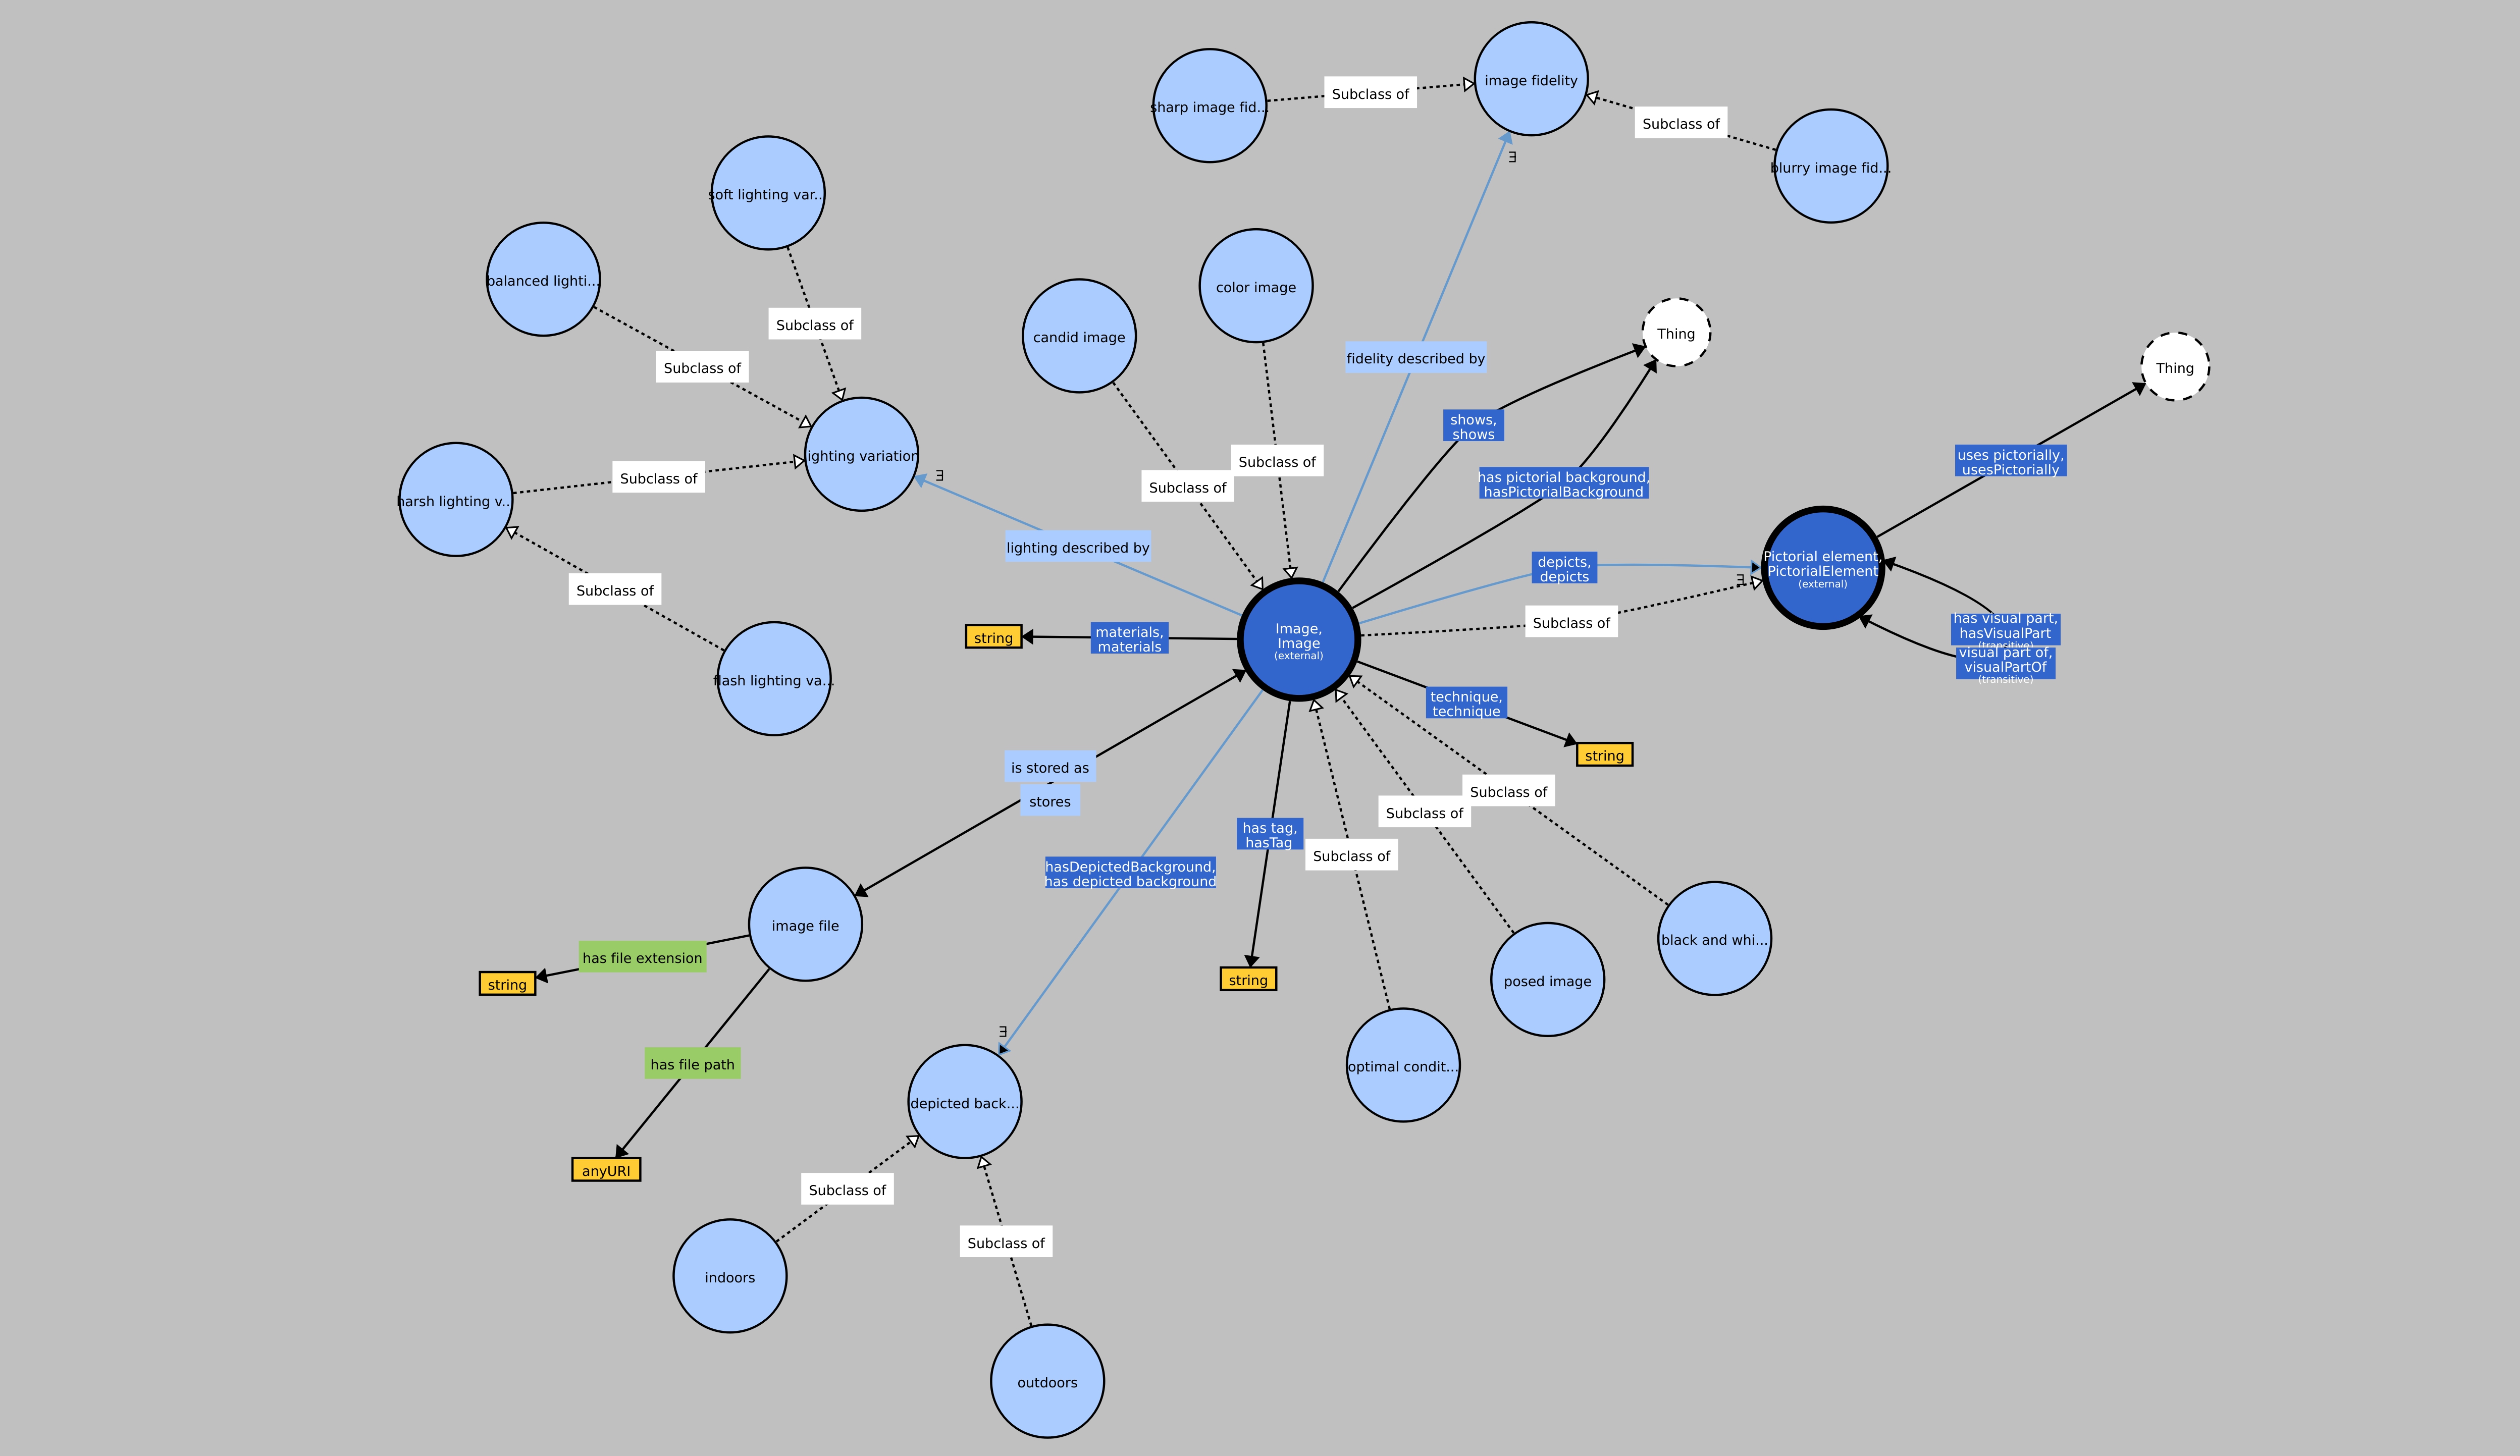 image fidelity
Subclass of
sharp image fid...
Subclass of
blurry image fid...
∃
soft lighting var...
balanced lighti...
color image
Subclass of
candid image
Thing
fidelity described by
Subclass of
Thing
shows,
shows
ighting variation
Subclass of
uses pictorially,
usesPictorially
∃
Subclass of
Subclass of
has pictorial background,
hasPictorialBackground
harsh lighting v...
lighting described by
Pictorial element,
PictorialElement
(external)
depicts,
depicts
∃
Subclass of
Subclass of
has visual part,
hasVisualPart
(transitive)
visual part of,
visualPartOf
(transitive)
Image,
Image
(external)
string
materials,
materials
flash lighting va...
technique,
technique
string
is stored as
stores
Subclass of
Subclass of
has tag,
hasTag
Subclass of
hasDepictedBackground,
has depicted background
image file
black and whi...
has file extension
string
string
posed image
∃
has file path
optimal condit...
depicted back...
anyURI
Subclass of
Subclass of
indoors
outdoors